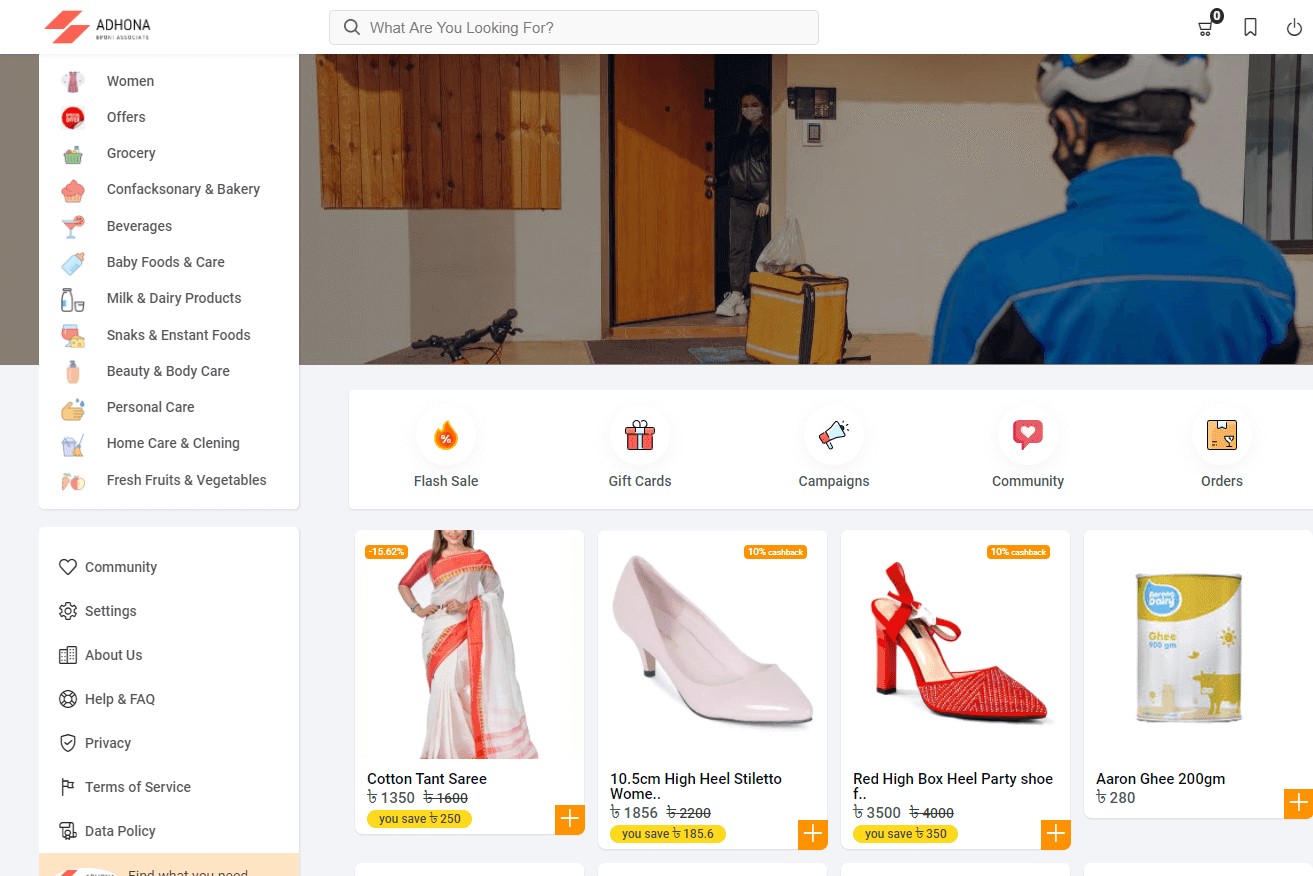 ADHONA
What Are You Looking For?
0
Women
Offers
Grocery
Confacksonary & Bakery
Beverages
Baby Foods & Care
Milk & Dairy Products
Snaks & Enstant Foods
Beauty & Body Care
Personal Care
Home Care & Clening
Fresh Fruits & Vegetables
%
Flash Sale
Gift Cards
Campaigns
Community
Orders
Community
Settings
About Us
Help & FAQ
Privacy
Terms of Service
Data Policy
Find what you need
-15.62%
Cotton Tant Saree
৳ 1350 ৳ 1600
you save ৳ 250
10% cashback
10.5cm High Heel Stiletto
Wome..
৳ 1856 ৳ 2200
you save ৳ 185.6
10% cashback
Red High Box Heel Party shoe
f..
৳ 3500 ৳ 4000
you save ৳ 350
Aarong
Dairy
Ghee
900 gm
Aaron Ghee 200gm
৳ 280